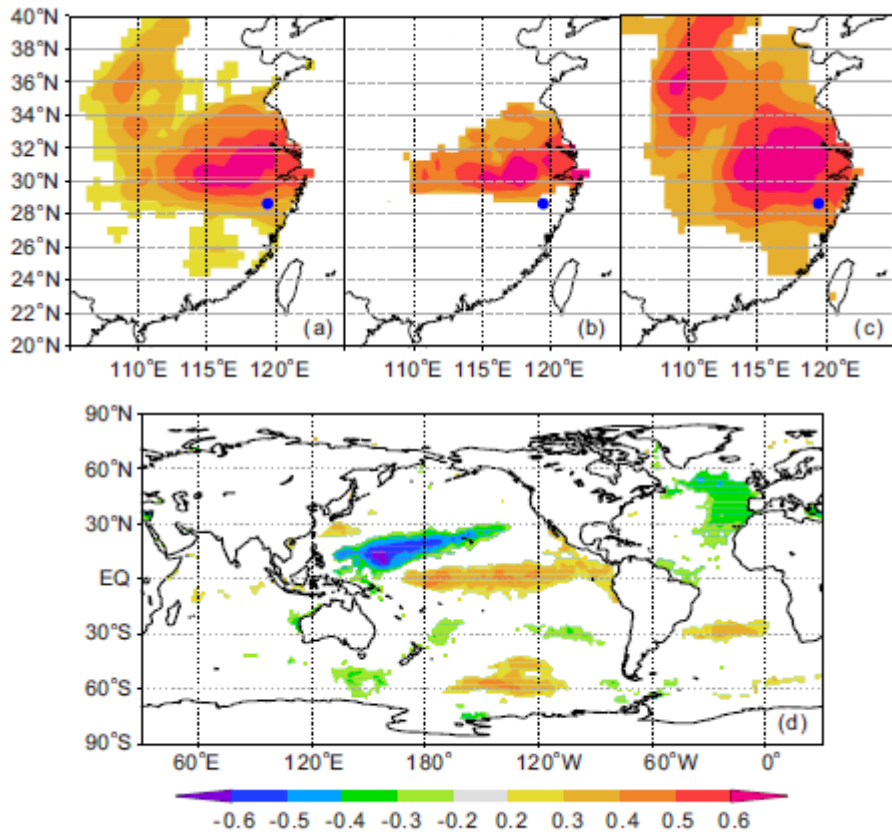 40°N
38°N
36°N
34°N
32°N
30°N
28°N
26°N
24°N
22°N
20°N
(a) (b) (c)
110°E 115°E 120°E 110°E 115°E 120°E 110°E 115°E 120°E
90°N
60°N
30°N
EQ
30°S
60°S
90°S
(d)
60°E 120°E 180° 120°W 60°W 0°
-0.6 -0.5 -0.4 -0.3 -0.2 0.2 0.3 0.4 0.5 0.6